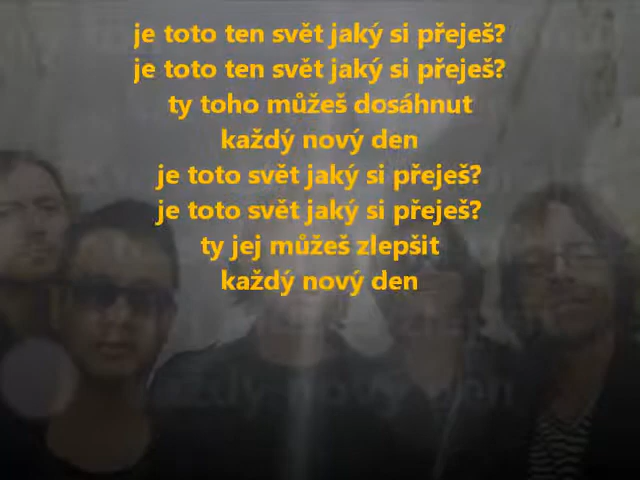 je toto ten svět jaký si přeješ?
je toto ten svět jaký si přeješ?
ty toho můžeš dosáhnut
každý nový den
je toto svět jaký si přeješ?
je toto svět jaký si přeješ?
ty jej můžeš zlepšit
každý nový den